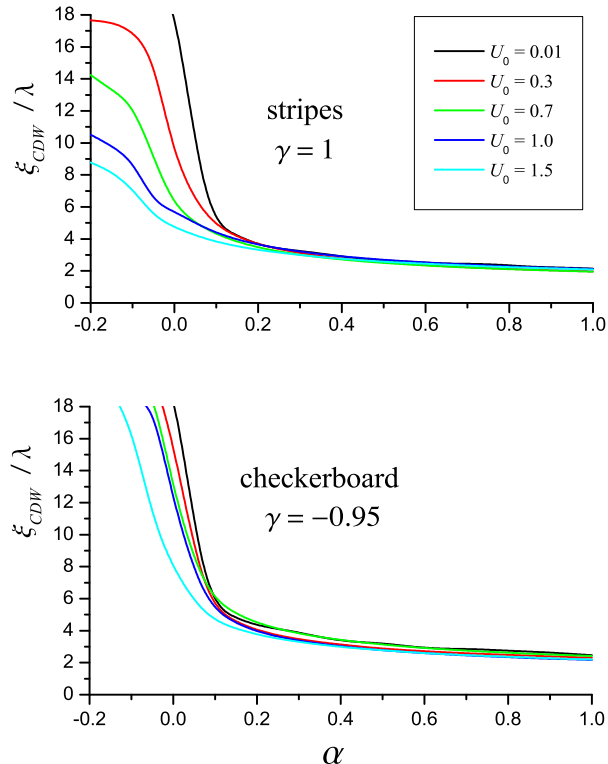 18
16
14
12
10
8
6
4
2
0
ξCDW / λ
stripes
γ = 1
U0 = 0.01
U0 = 0.3
U0 = 0.7
U0 = 1.0
U0 = 1.5
-0.2 0.0 0.2 0.4 0.6 0.8 1.0
18
16
14
12
10
8
6
4
2
0
ξCDW / λ
checkerboard
γ = −0.95
-0.2 0.0 0.2 0.4 0.6 0.8 1.0
α